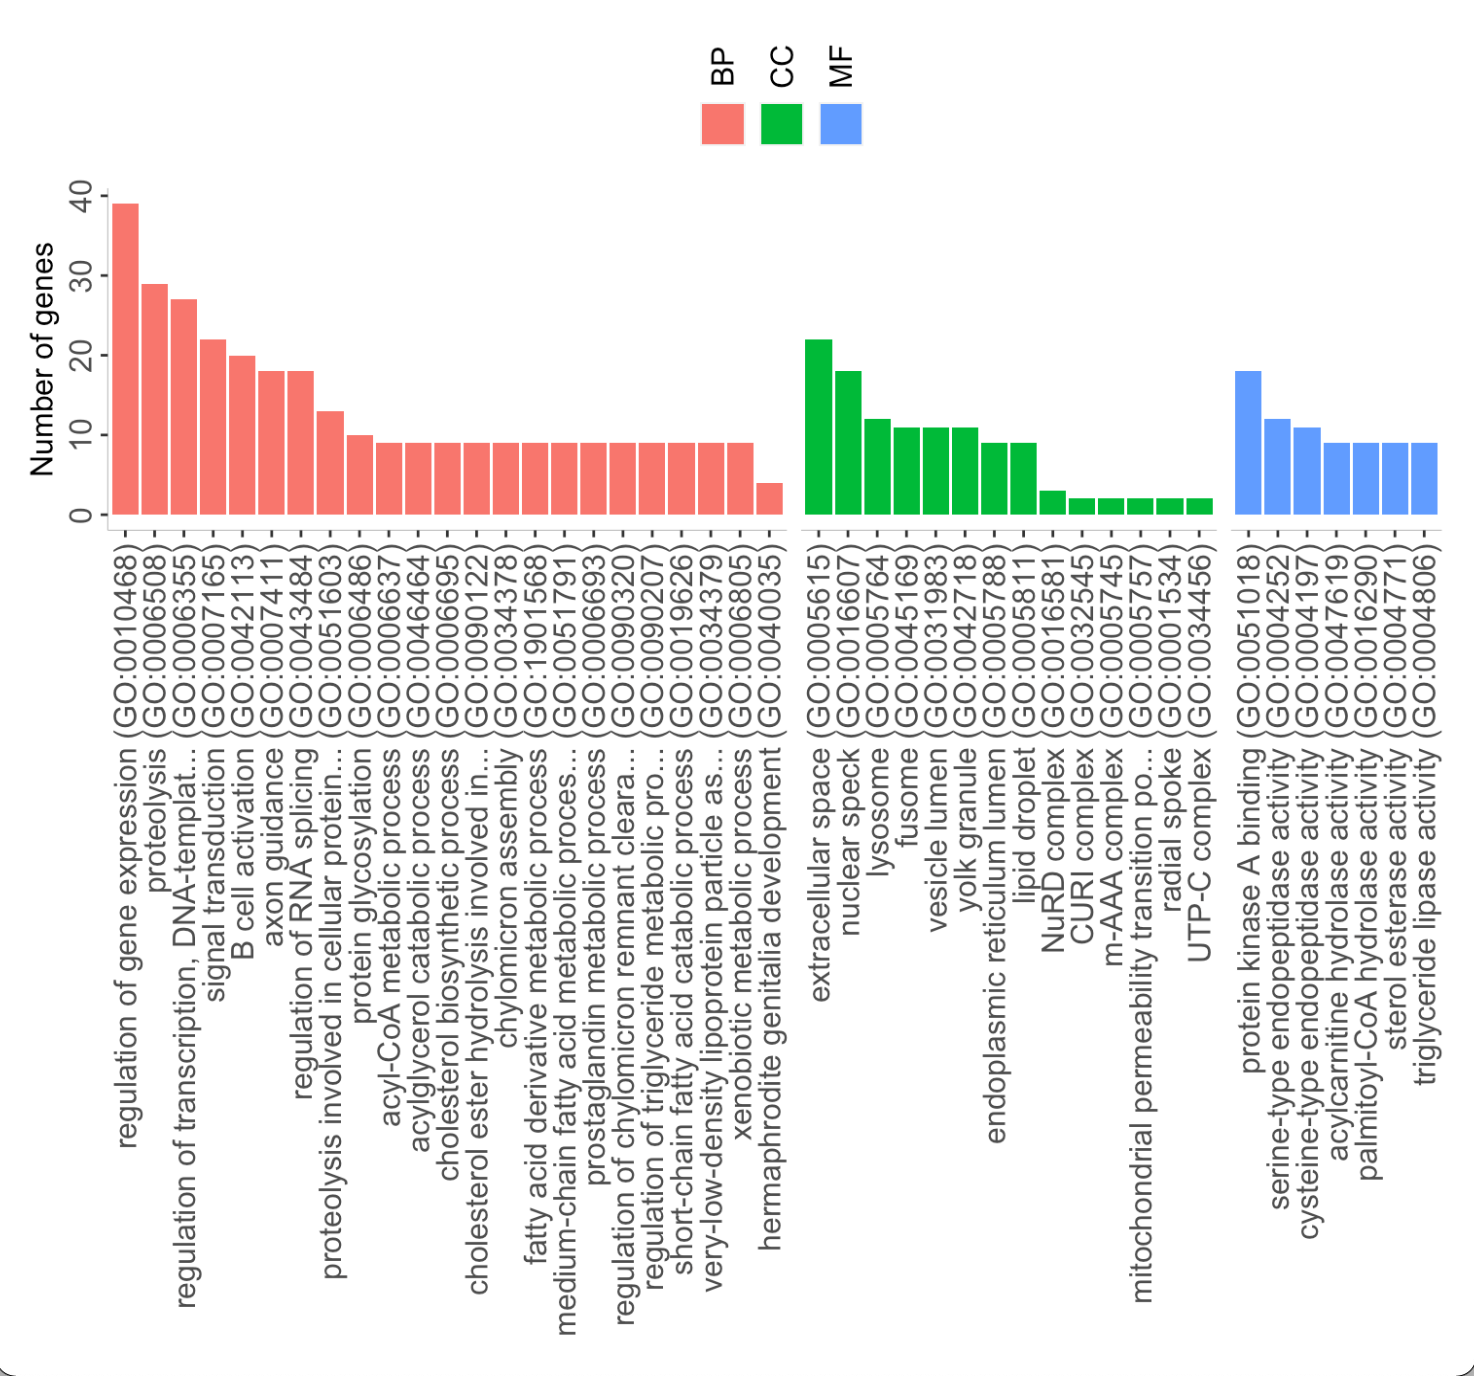 BP
CC
MF
Number of genes
0
10
20
30
40
regulation of gene expression (GO:0010468)
proteolysis (GO:0006508)
regulation of transcription, DNA-templat... (GO:0006355)
signal transduction (GO:0007165)
B cell activation (GO:0042113)
axon guidance (GO:0007411)
regulation of RNA splicing (GO:0043484)
proteolysis involved in cellular protein... (GO:0051603)
protein glycosylation (GO:0006486)
acyl-CoA metabolic process (GO:0006637)
acylglycerol catabolic process (GO:0046464)
cholesterol biosynthetic process (GO:0006695)
cholesterol ester hydrolysis involved in... (GO:0090122)
chylomicron assembly (GO:0034378)
fatty acid derivative metabolic process (GO:1901568)
medium-chain fatty acid metabolic proces... (GO:0051791)
prostaglandin metabolic process (GO:0006693)
regulation of chylomicron remnant cleara... (GO:0090320)
regulation of triglyceride metabolic pro... (GO:0090207)
short-chain fatty acid catabolic process (GO:0019626)
very-low-density lipoprotein particle as... (GO:0034379)
xenobiotic metabolic process (GO:0006805)
hermaphrodite genitalia development (GO:0040035)
extracellular space (GO:0005615)
nuclear speck (GO:0016607)
lysosome (GO:0005764)
fusome (GO:0045169)
vesicle lumen (GO:0031983)
yolk granule (GO:0042718)
endoplasmic reticulum lumen (GO:0005788)
lipid droplet (GO:0005811)
NuRD complex (GO:0016581)
CURI complex (GO:0032545)
m-AAA complex (GO:0005745)
mitochondrial permeability transition po... (GO:0005757)
radial spoke (GO:0001534)
UTP-C complex (GO:0034456)
protein kinase A binding (GO:0051018)
serine-type endopeptidase activity (GO:0004252)
cysteine-type endopeptidase activity (GO:0004197)
acylcarnitine hydrolase activity (GO:0047619)
palmitoyl-CoA hydrolase activity (GO:0016290)
sterol esterase activity (GO:0004771)
triglyceride lipase activity (GO:0004806)